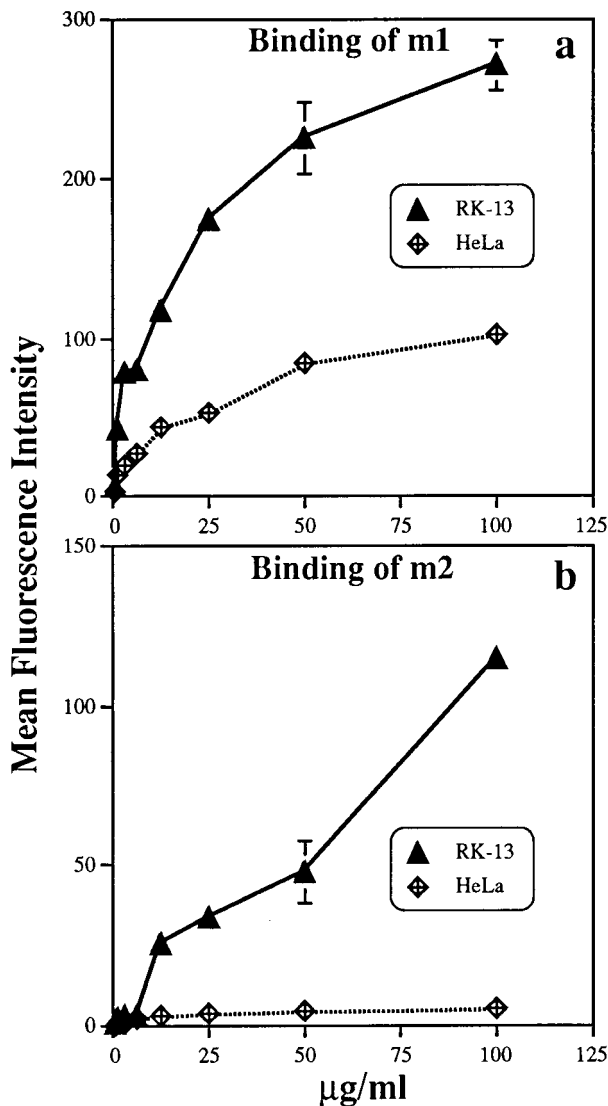 Mean Fluorescence Intensity
Binding of m1
a
300
200
100
0
RK-13
HeLa
0
25
50
75
100
125
Binding of m2
b
150
100
50
0
RK-13
HeLa
0
25
50
75
100
125
µg/ml